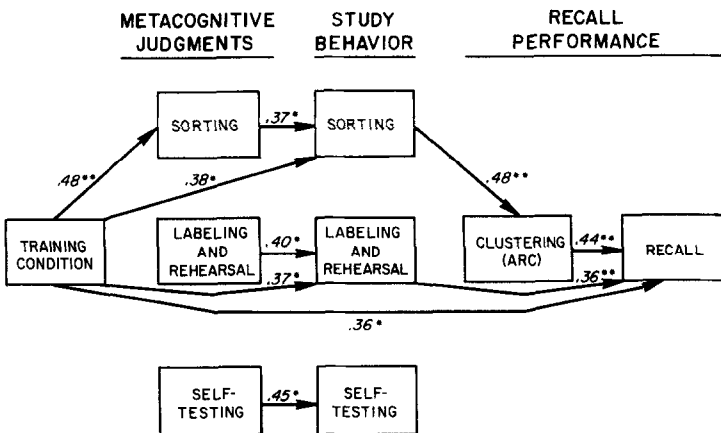 METACOGNITIVE
JUDGMENTS
STUDY
BEHAVIOR
RECALL
PERFORMANCE
SORTING
.37*
SORTING
.48**
.38*
.48**
TRAINING
CONDITION
LABELING
AND
REHEARSAL
.40*
LABELING
AND
REHEARSAL
CLUSTERING
(ARC)
.44**
RECALL
.37*
.36**
.36*
SELF-
TESTING
.45*
SELF-
TESTING